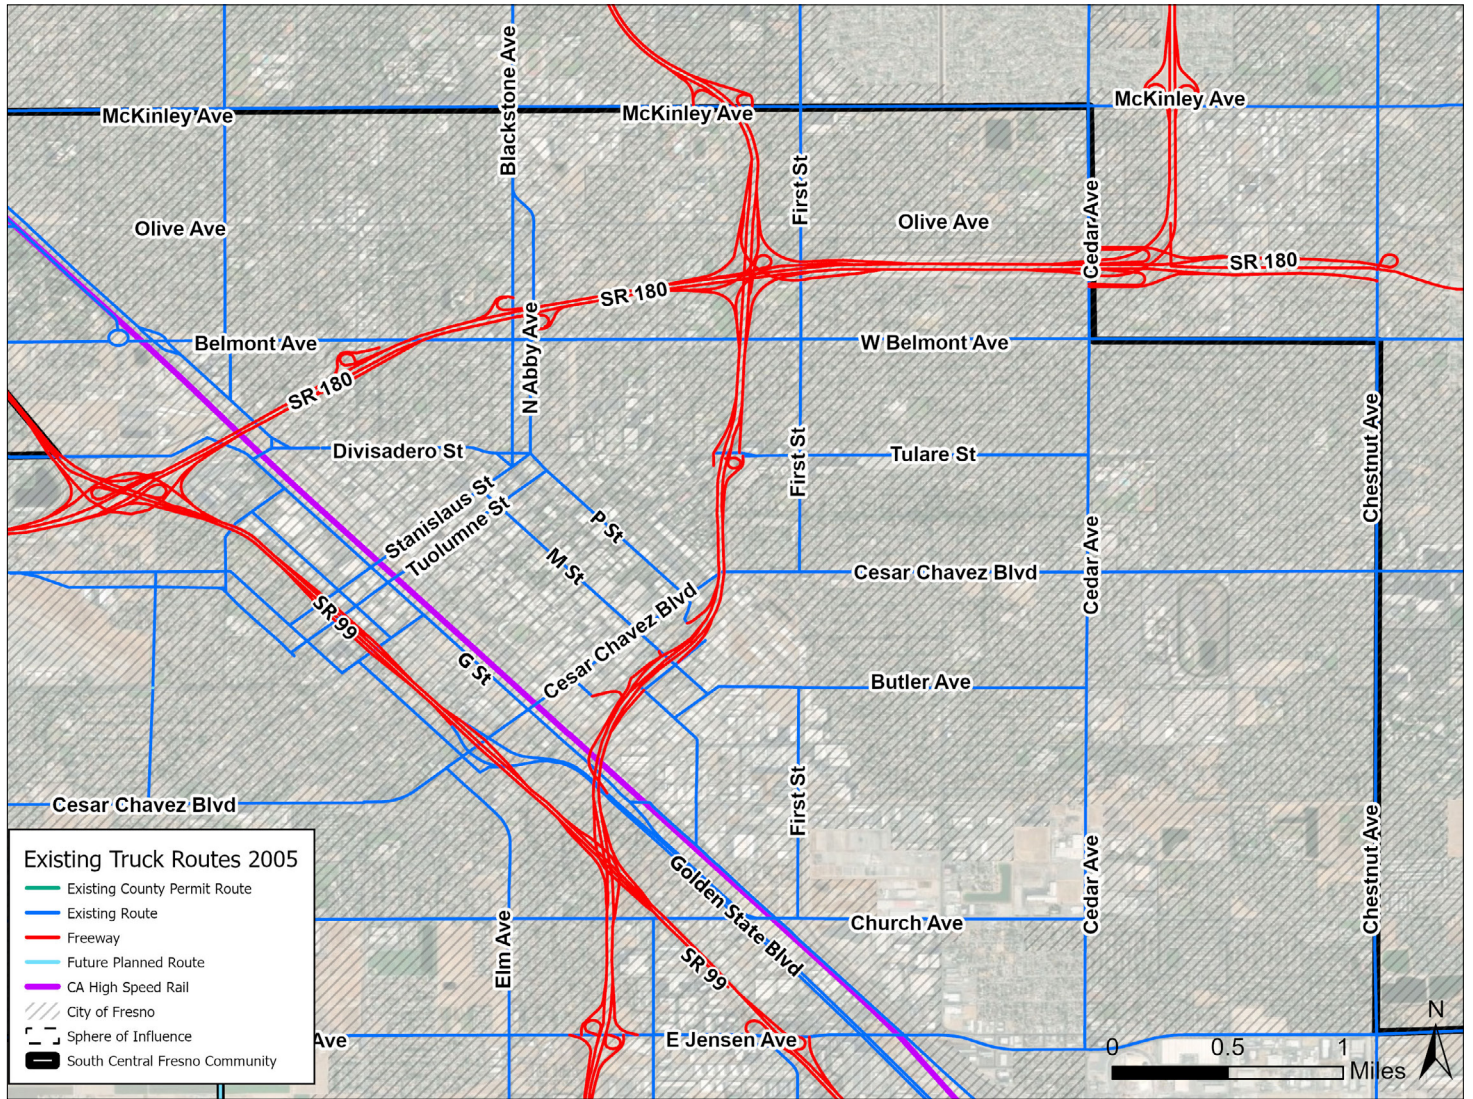 Blackstone Ave
McKinley Ave
McKinley Ave
McKinley Ave
First St
Cedar Ave
Olive Ave
Olive Ave
SR 180
SR 180
Belmont Ave
N Abby Ave
W Belmont Ave
SR 180
Chestnut Ave
Divisadero St
First St
Tulare St
Stanislaus St
Tuolumne St
P St
M St
Cedar Ave
Cesar Chavez Blvd
SR 99
Cesar Chavez Blvd
G St
Butler Ave
First St
Cesar Chavez Blvd
Cedar Ave
Chestnut Ave
Golden State Blvd
Elm Ave
Church Ave
SR 99
E Jensen Ave
Ave
Existing Truck Routes 2005
Existing County Permit Route
Existing Route
Freeway
Future Planned Route
CA High Speed Rail
City of Fresno
Sphere of Influence
South Central Fresno Community
N
0 0.5 1
Miles